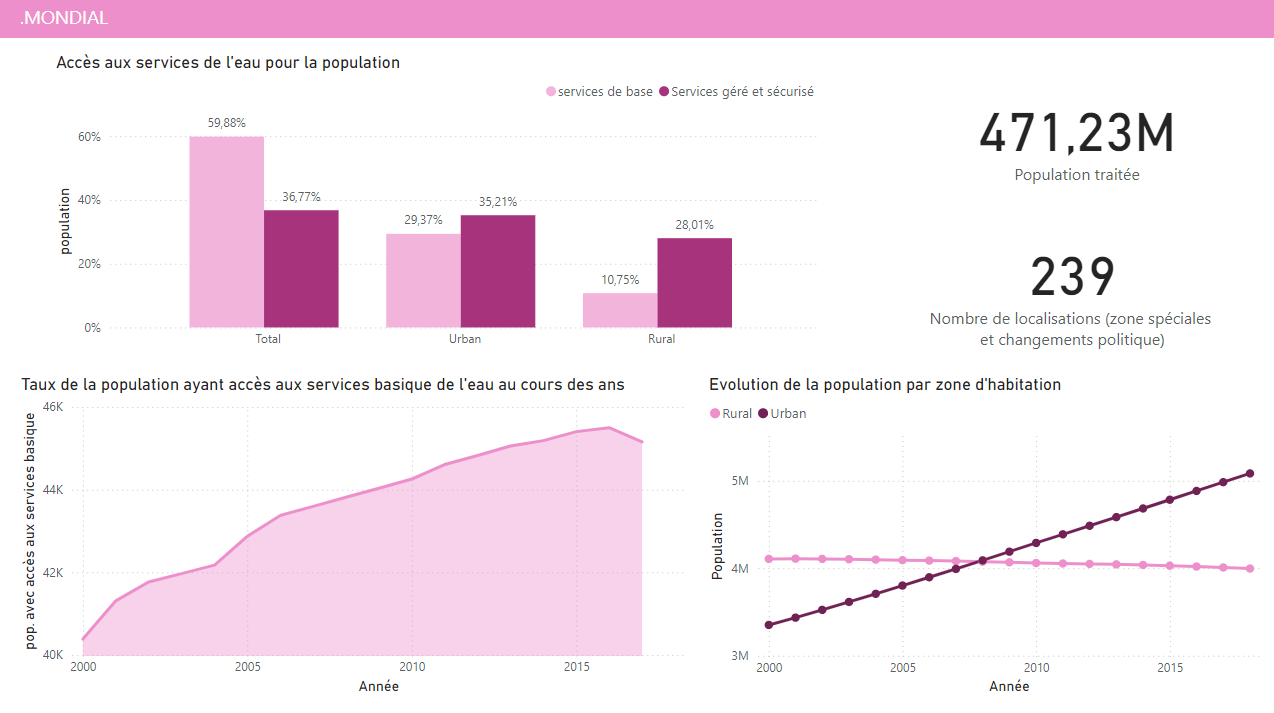 .MONDIAL
Accès aux services de l'eau pour la population
services de base Services géré et sécurisé
population
60%
40%
20%
0%
59,88%
36,77%
29,37%
35,21%
10,75%
28,01%
Total
Urban
Rural
471,23M
Population traitée
239
Nombre de localisations (zone spéciales
et changements politique)
Taux de la population ayant accès aux services basique de l'eau au cours des ans
pop. avec accès aux services basique
46K
44K
42K
40K
2000
2005
2010
2015
Année
Evolution de la population par zone d'habitation
Rural Urban
Population
5M
4M
3M
2000
2005
2010
2015
Année